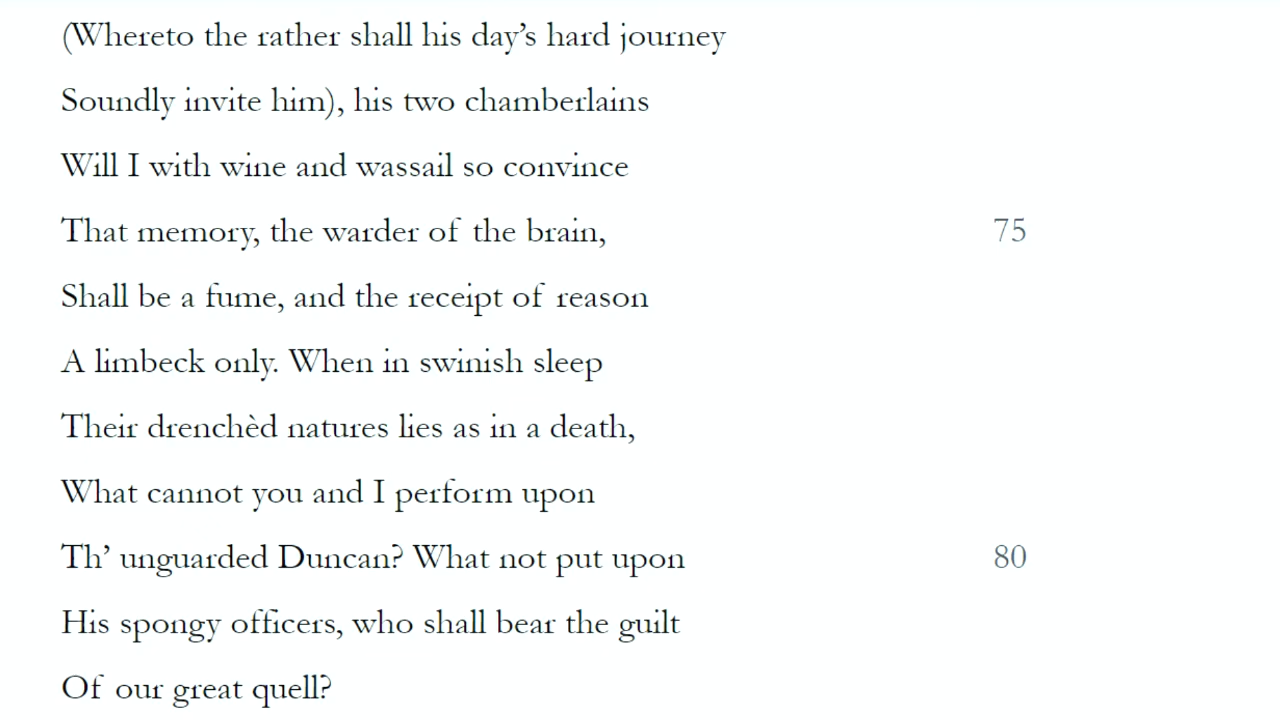 (Whereto the rather shall his day’s hard journey
Soundly invite him), his two chamberlains
Will I with wine and wassail so convince
That memory, the warder of the brain, 75
Shall be a fume, and the receipt of reason
A limbeck only. When in swinish sleep
Their drenchèd natures lies as in a death,
What cannot you and I perform upon
Th’ unguarded Duncan? What not put upon 80
His spongy officers, who shall bear the guilt
Of our great quell?